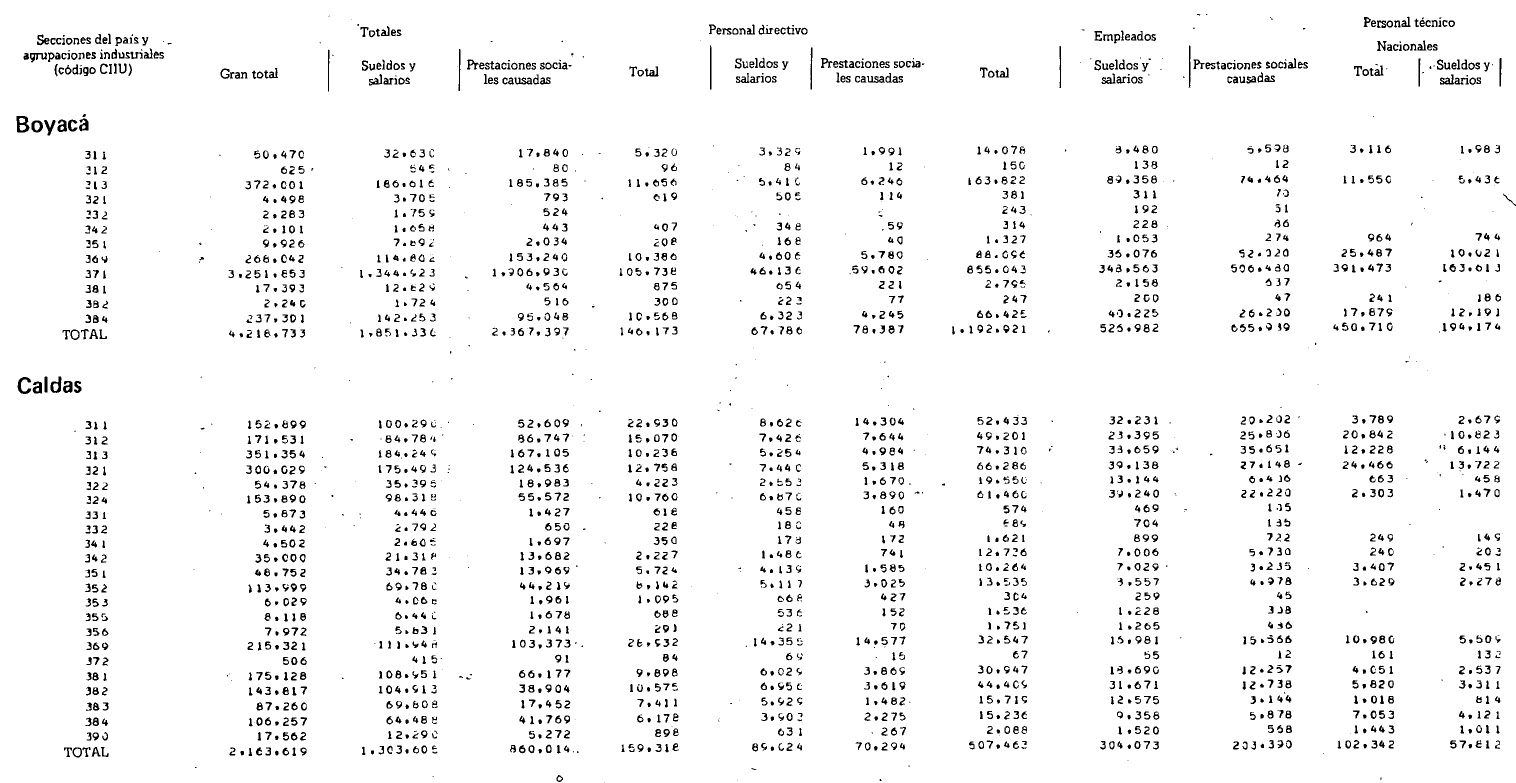 Totales Personal directivo Empleados Personal técnico
Nacionales
Secciones del país y agrupaciones industriales (código CIIU) Gran total Sueldos y salarios Prestaciones socia-les causadas Total Sueldos y salarios Prestaciones socia-les causadas Total Sueldos y salarios Prestaciones sociales causadas Total Sueldos y salarios
Boyacá
311 50.470 32.630 17.840 5.320 3.329 1.991 14.078 8.480 5.598 3.116 1.983
312 625 545 80 96 84 12 150 138 12
313 372.001 186.616 185.385 11.656 5.410 6.246 163.822 89.358 74.464 11.550 5.436
321 4.498 3.705 793 619 505 114 381 311 70
332 2.283 1.759 524 243 192 51
342 2.101 1.658 443 407 348 59 314 228 86
351 9.926 7.892 2.034 208 168 40 1.327 1.053 274 964 744
369 268.042 114.802 153.240 10.386 4.606 5.780 88.096 36.076 52.020 25.487 10.021
371 3.251.853 1.344.923 1.906.930 105.738 46.136 59.602 855.043 348.563 506.480 391.473 163.613
381 17.393 12.829 4.564 875 654 221 2.795 2.158 637
382 2.240 1.724 516 300 223 77 247 200 47 241 186
384 237.301 142.253 95.048 10.568 6.323 4.245 66.425 40.225 26.200 17.879 12.191
TOTAL 4.218.733 1.851.336 2.367.397 146.173 67.786 78.387 1.192.921 526.982 665.939 450.710 194.174
Caldas
311 152.899 100.290 52.609 22.930 8.626 14.304 52.433 32.231 20.202 3.789 2.679
312 171.531 84.784 86.747 15.070 7.426 7.644 49.201 23.395 25.806 20.842 10.823
313 351.354 184.249 167.105 10.238 5.254 4.984 74.310 38.659 35.651 12.228 6.144
321 300.029 175.493 124.536 12.758 7.440 5.318 66.286 39.138 27.148 24.466 13.722
322 54.378 35.395 18.983 4.223 2.553 1.670 19.550 13.144 6.406 663 458
324 153.890 98.318 55.572 10.760 6.870 3.890 61.460 39.240 22.220 2.303 1.470
331 5.873 4.446 1.427 618 458 160 574 469 105
332 3.442 2.792 650 228 180 48 689 704
341 4.502 2.805 1.697 350 178 172 1.621 899 722 249 149
342 35.000 21.318 13.682 2.227 1.486 741 12.736 7.006 5.730 240 203
351 48.752 34.783 13.969 5.724 4.139 1.585 10.264 7.029 3.235 3.407 2.451
352 113.999 69.780 44.219 8.142 5.117 3.025 13.535 8.557 4.978 3.629 2.278
353 6.029 4.068 1.961 1.095 668 427 304 259 45
355 8.118 6.440 1.678 688 536 152 1.536 1.228 308
356 7.972 5.831 2.141 291 221 70 1.751 1.265 486
369 215.321 111.948 103.373 28.932 14.355 14.577 32.547 15.981 15.566 10.980 5.509
372 506 415 91 84 69 15 67 55 12 161 132
381 175.128 108.951 66.177 9.898 6.029 3.869 30.947 18.690 12.257 4.051 2.537
382 143.817 104.913 38.904 10.575 6.956 3.619 44.409 31.671 12.738 5.820 3.311
383 87.260 69.808 17.452 7.411 5.929 1.482 15.719 12.575 3.144 1.018 814
384 106.257 64.488 41.769 6.178 3.903 2.275 15.236 9.358 5.878 7.053 4.121
390 17.562 12.290 5.272 898 631 267 2.088 1.520 568 1.443 1.011
TOTAL 2.163.619 1.303.605 860.014 159.318 89.024 70.294 507.463 304.073 203.390 102.342 57.812